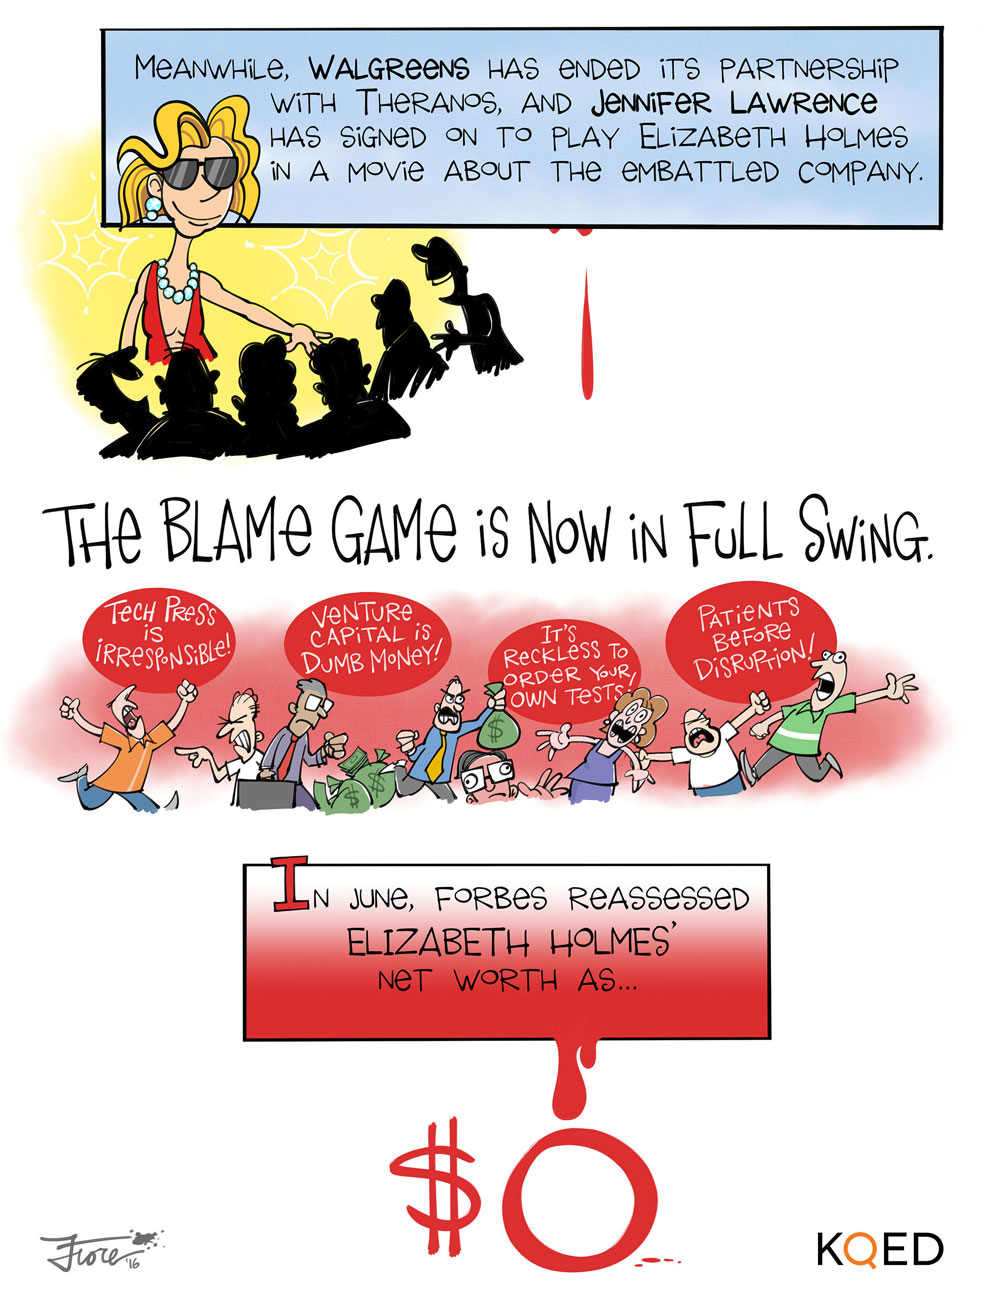 Meanwhile, Walgreens has ended its partnership
with Theranos, and Jennifer Lawrence
has signed on to play Elizabeth Holmes
in a movie about the embattled company.
The Blame Game is Now in Full Swing.
Tech Press
is
irresponsible!
Venture
Capital is
Dumb Money!
It's
Reckless to
order your
own tests!
Patients
Before
Disruption!
$
$
$
In June, Forbes reassessed
Elizabeth Holmes'
net worth as...
$0
Fiore '16
KQED